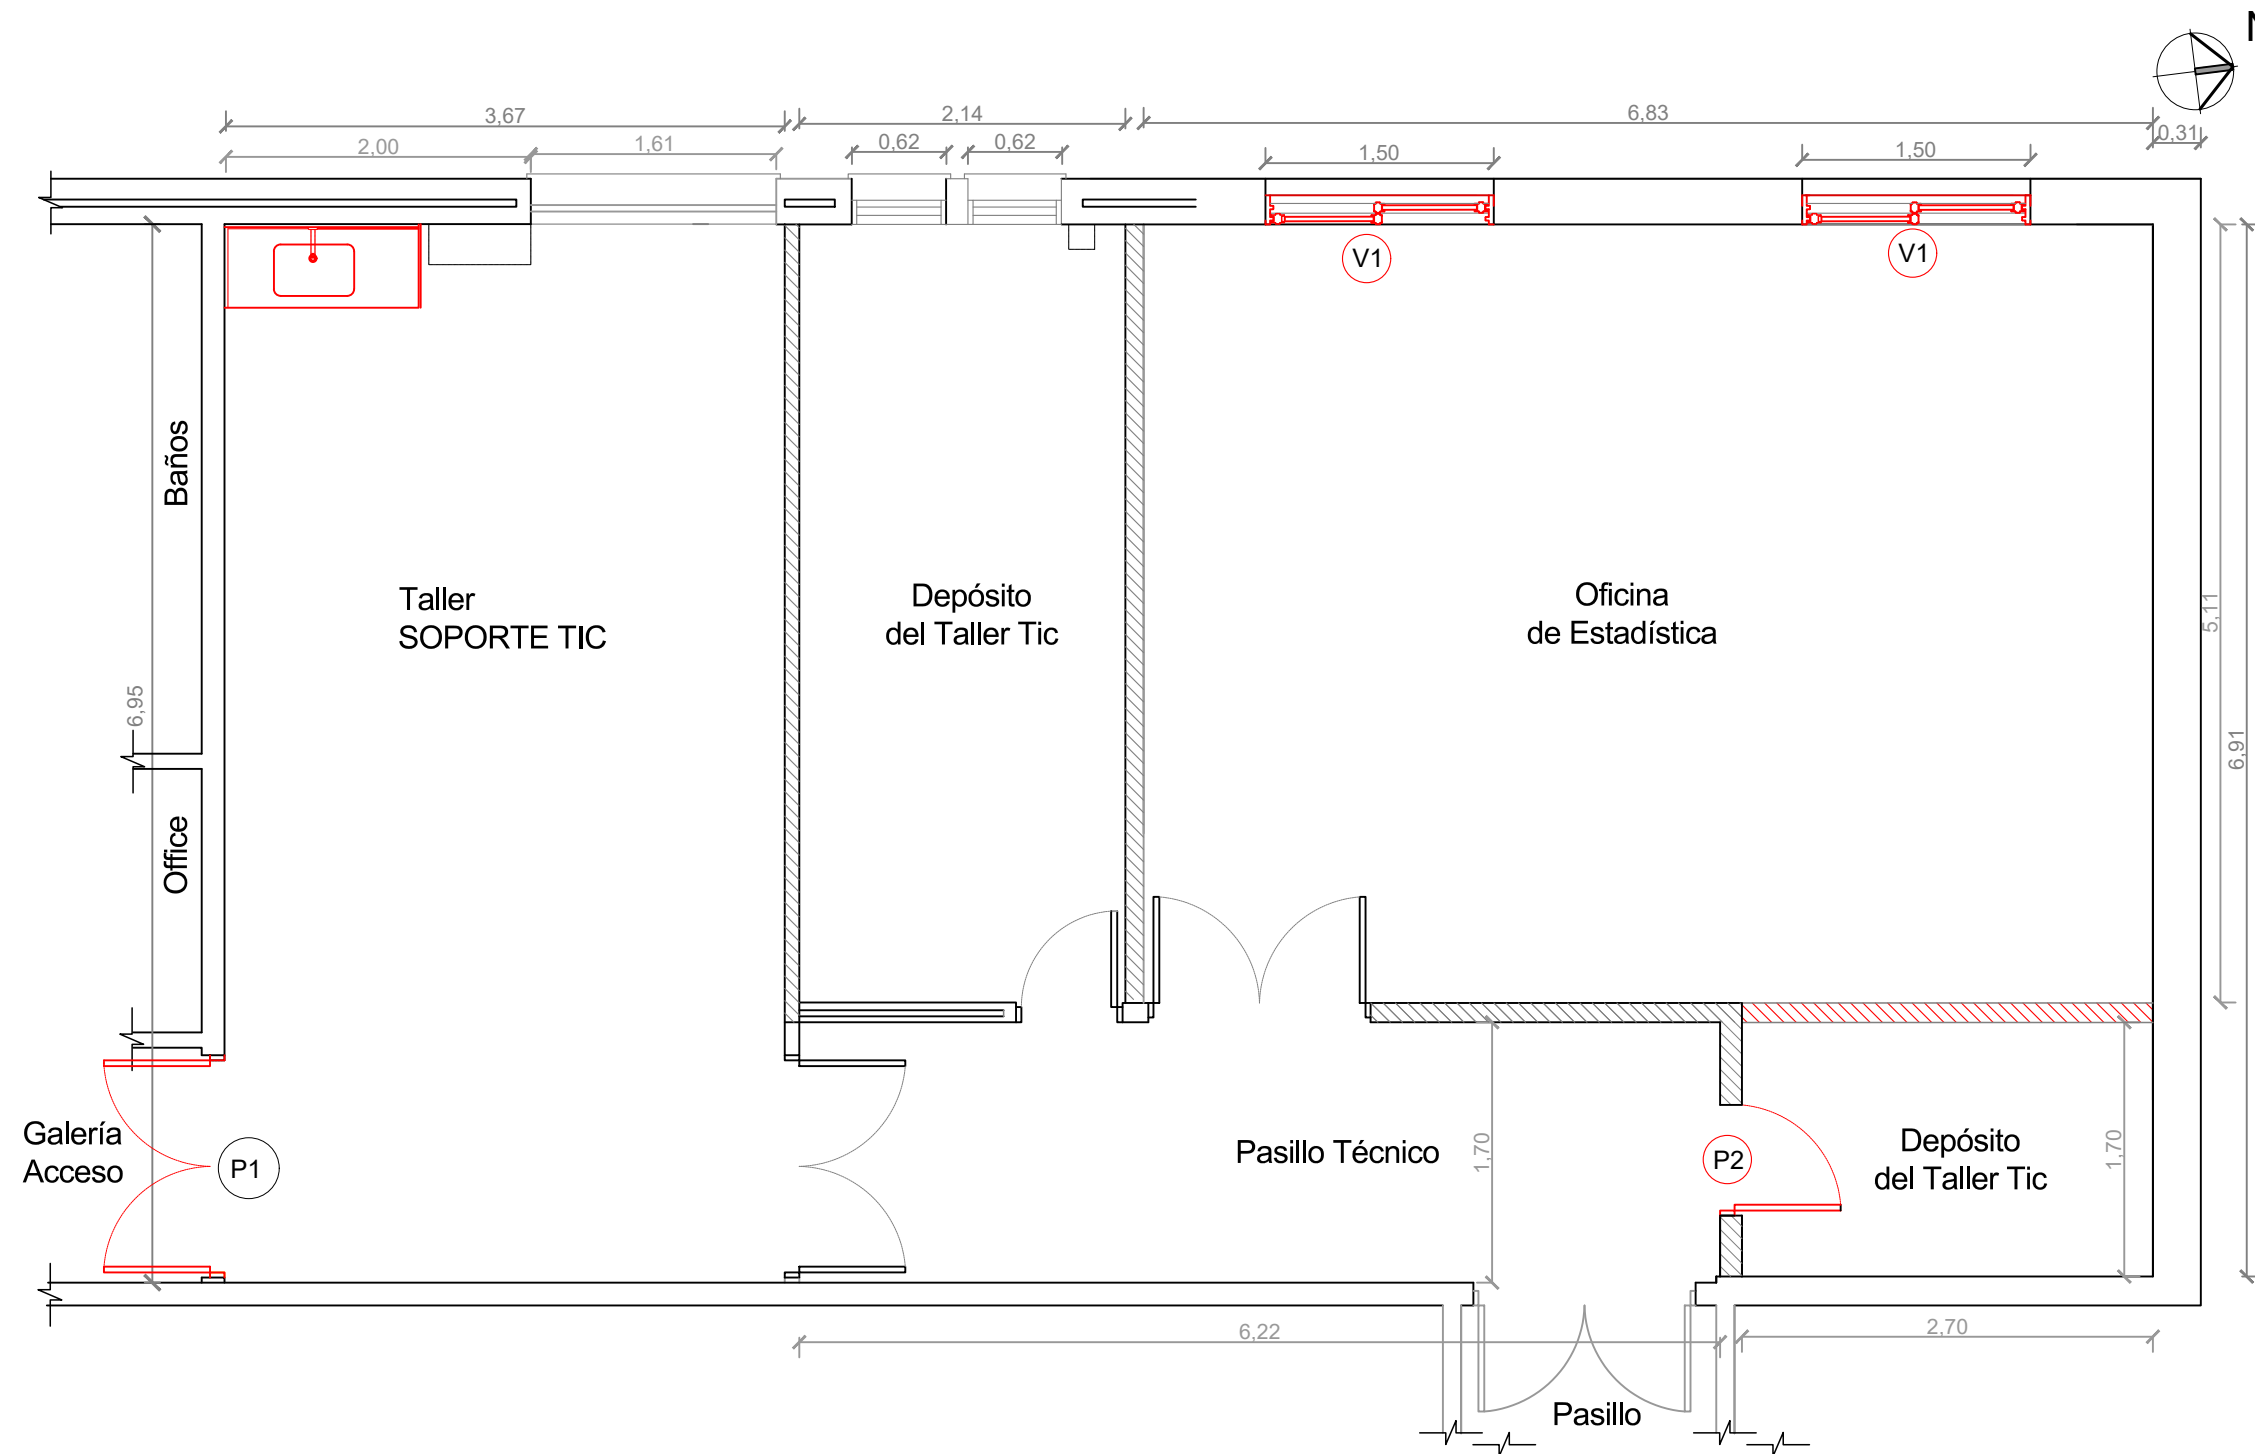 N
3,67
2,14
6,83
2,00
1,61
0,62
0,62
1,50
1,50
0,31
V1
V1
Baños
Taller
SOPORTE TIC
Depósito
del Taller Tic
Oficina
de Estadística
5,11
6,95
6,91
Office
Galería
Acceso
P1
Pasillo Técnico
1,70
P2
Depósito
del Taller Tic
1,70
6,22
2,70
Pasillo